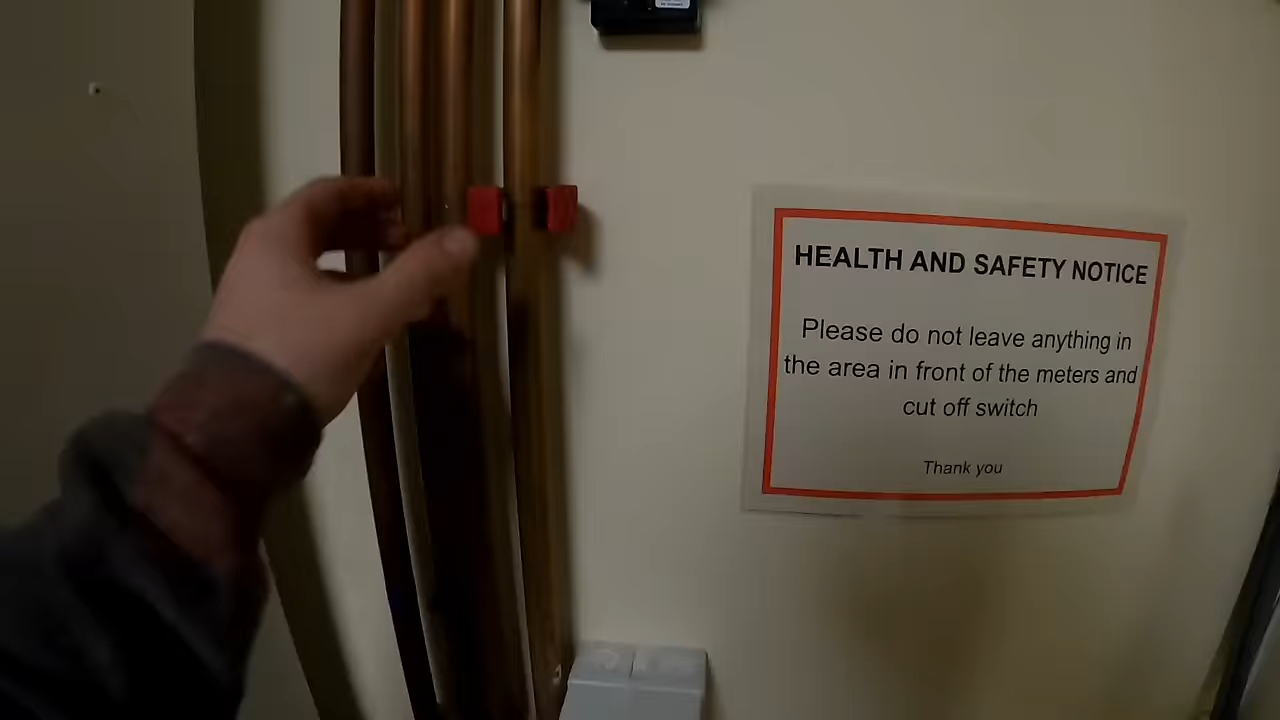 HEALTH AND SAFETY NOTICE
Please do not leave anything in
the area in front of the meters and
cut off switch
Thank you